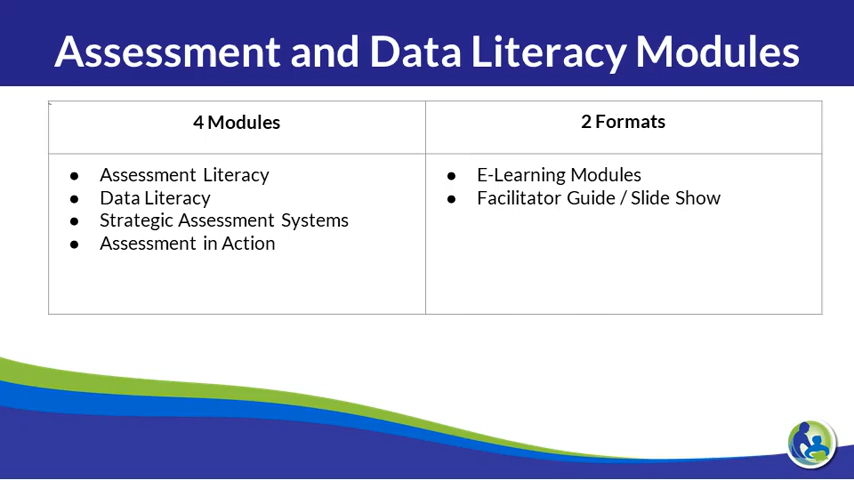 Assessment and Data Literacy Modules
4 Modules
2 Formats
● Assessment Literacy
● Data Literacy
● Strategic Assessment Systems
● Assessment in Action
● E-Learning Modules
● Facilitator Guide / Slide Show